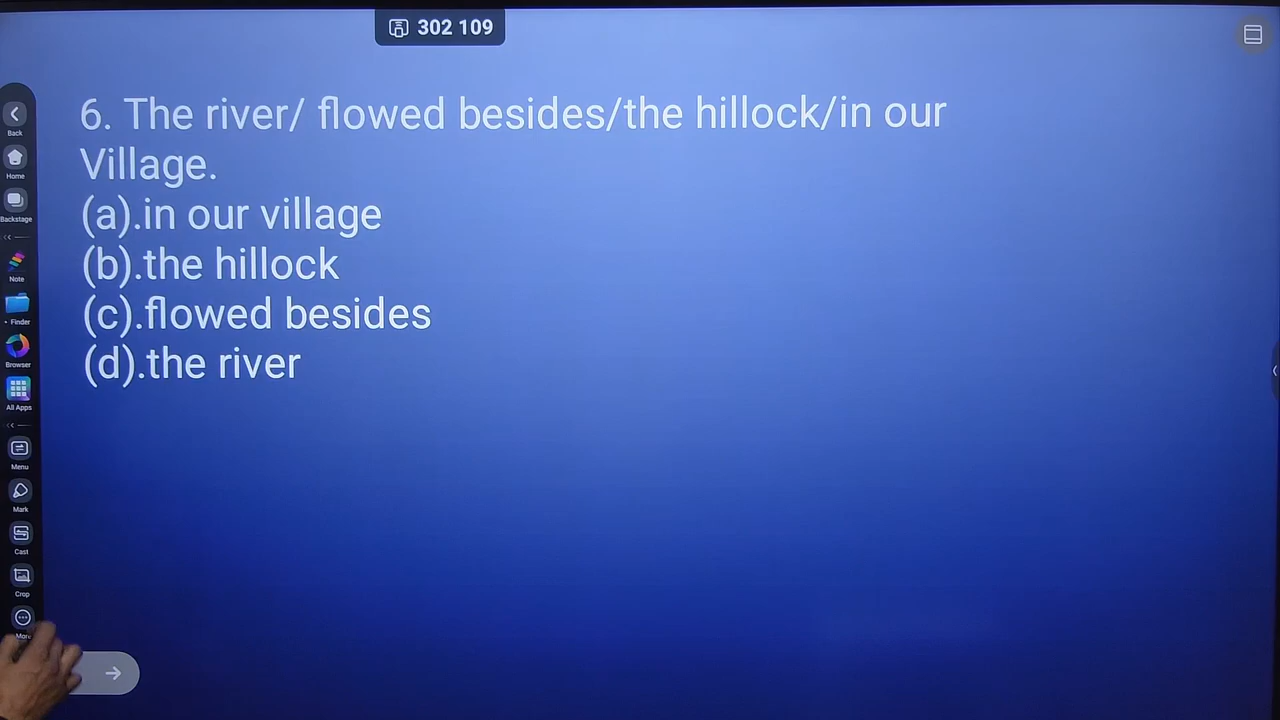 302 109
6. The river/ flowed besides/the hillock/in our
Village.
(a).in our village
(b).the hillock
(c).flowed besides
(d).the river
Back
Home
Backstage
Note
Finder
Browser
All Apps
Menu
Mark
Cast
Crop
More